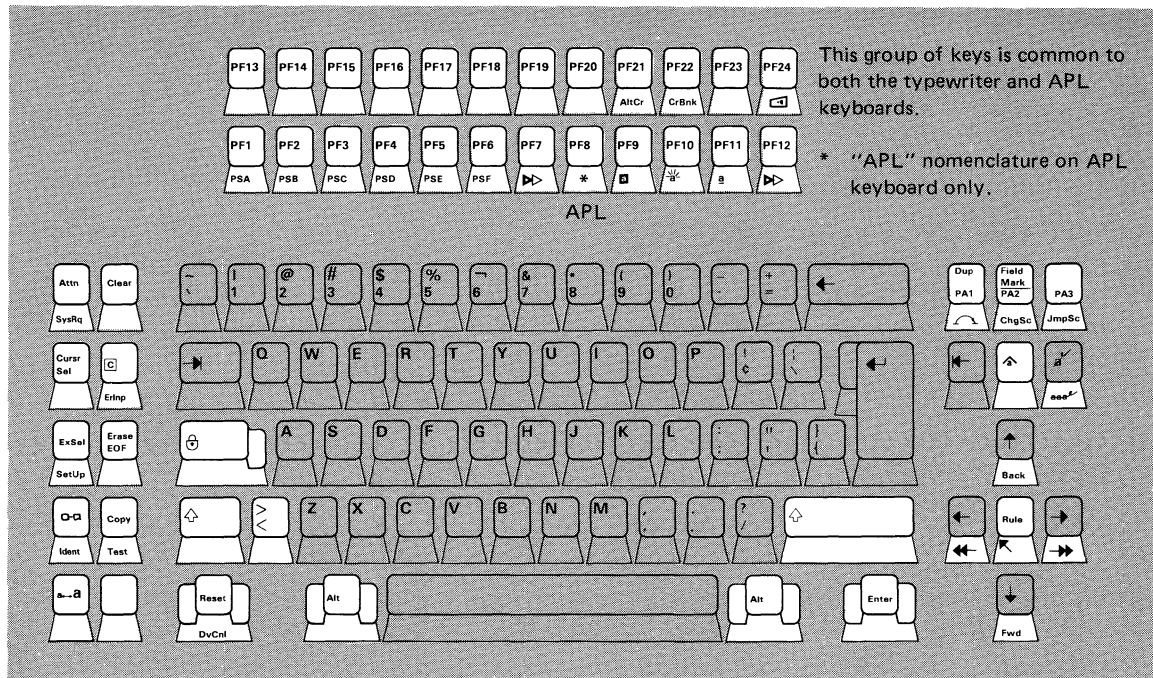 PF13 PF14 PF15 PF16 PF17 PF18 PF19 PF20 PF21 PF22 PF23 PF24
AltCr CrBnk
This group of keys is common to
both the typewriter and APL
keyboards.
PF1 PF2 PF3 PF4 PF5 PF6 PF7 PF8 PF9 PF10 PF11 PF12
PSA PSB PSC PSD PSE PSF * a a a
* "APL" nomenclature on APL
keyboard only.
APL
Attn Clear ~ | @ # $ % ¬ & * ( ) _ + ← Dup Field Mark
` 1 2 3 4 5 6 7 8 9 0 - = PA1 PA2 PA3
SysRq ChgSc JmpSc
Cursr Sel C Q W E R T Y U I O P ! ¦ a
ErInp ¢ \ aaa
ExSel Erase EOF A S D F G H J K L : " } ↑
; ' {
SetUp Back
Copy > Z X C V B N M , . ? ← Rule →
< , . /
Ident Test
a a Reset Alt Alt Enter ↓
DvCnl Fwd